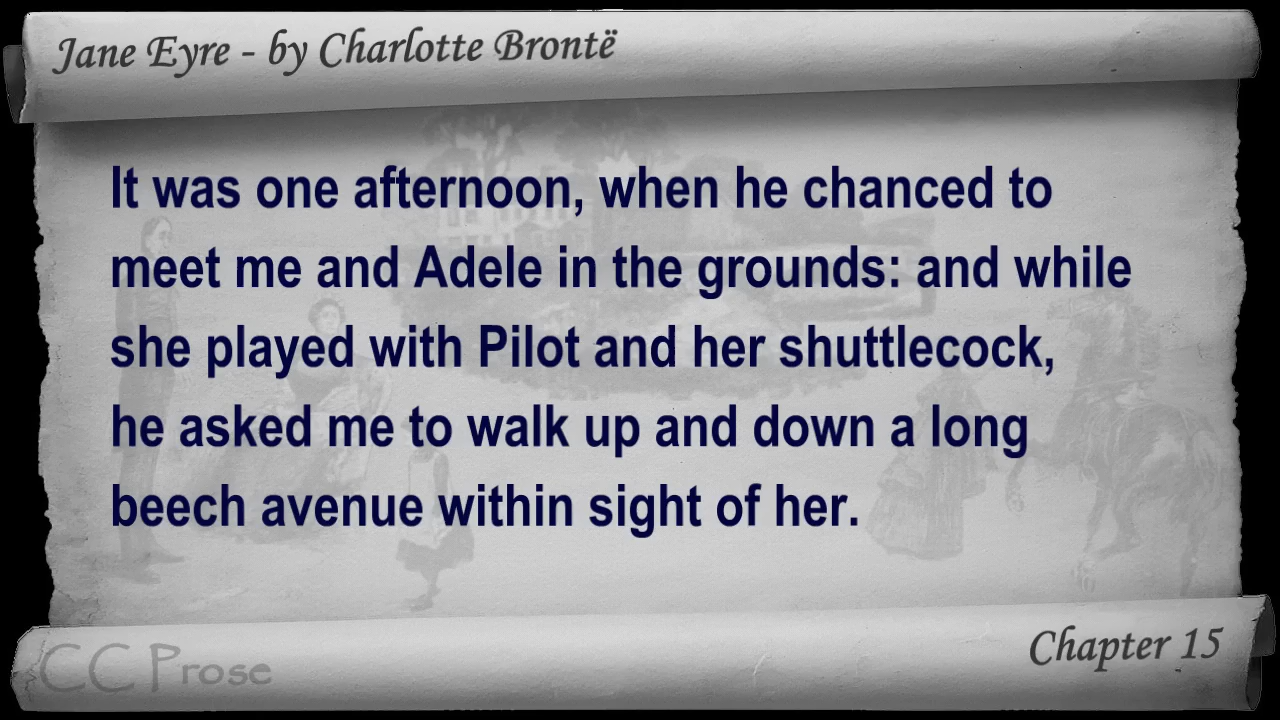 Jane Eyre - by Charlotte Brontë
It was one afternoon, when he chanced to
meet me and Adele in the grounds: and while
she played with Pilot and her shuttlecock,
he asked me to walk up and down a long
beech avenue within sight of her.
Chapter 15
CC Prose